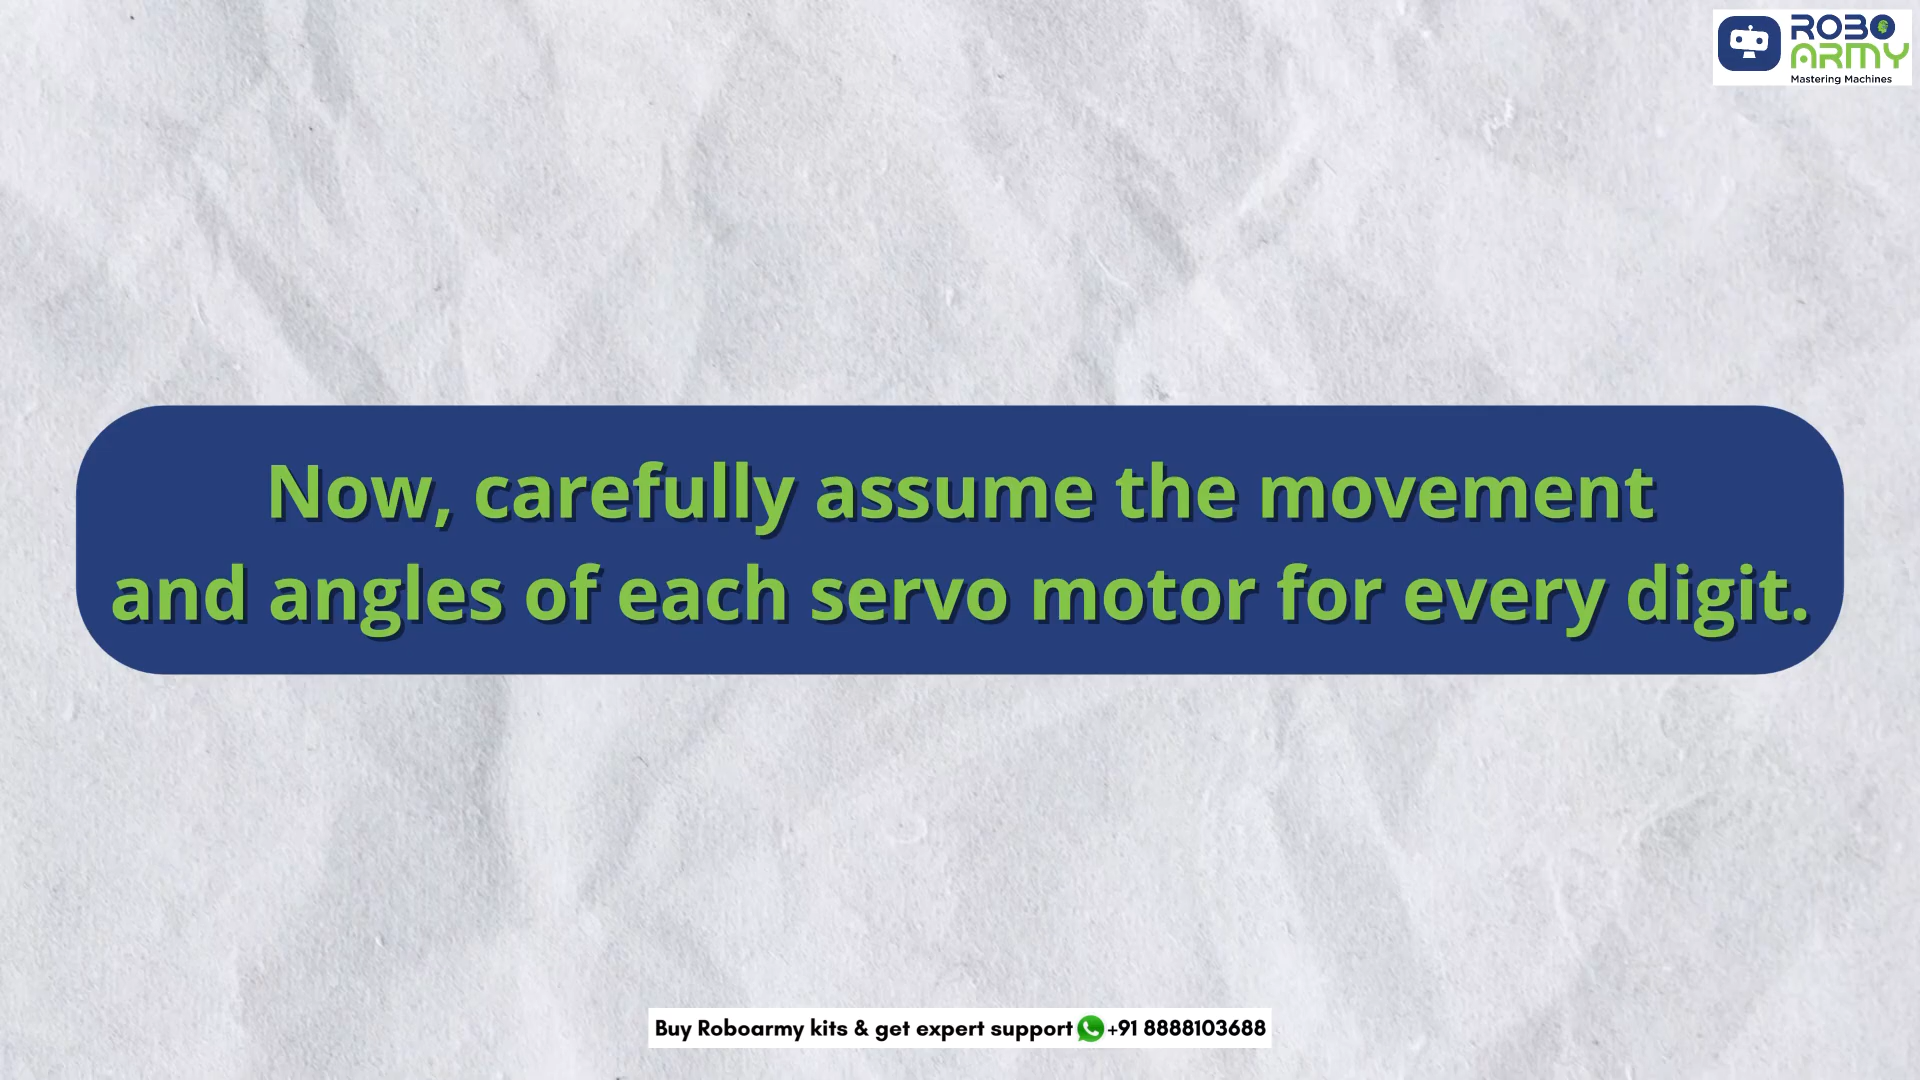 ROBO
ARMY
Mastering Machines
Now, carefully assume the movement
and angles of each servo motor for every digit.
Buy Roboarmy kits & get expert support +91 8888103688